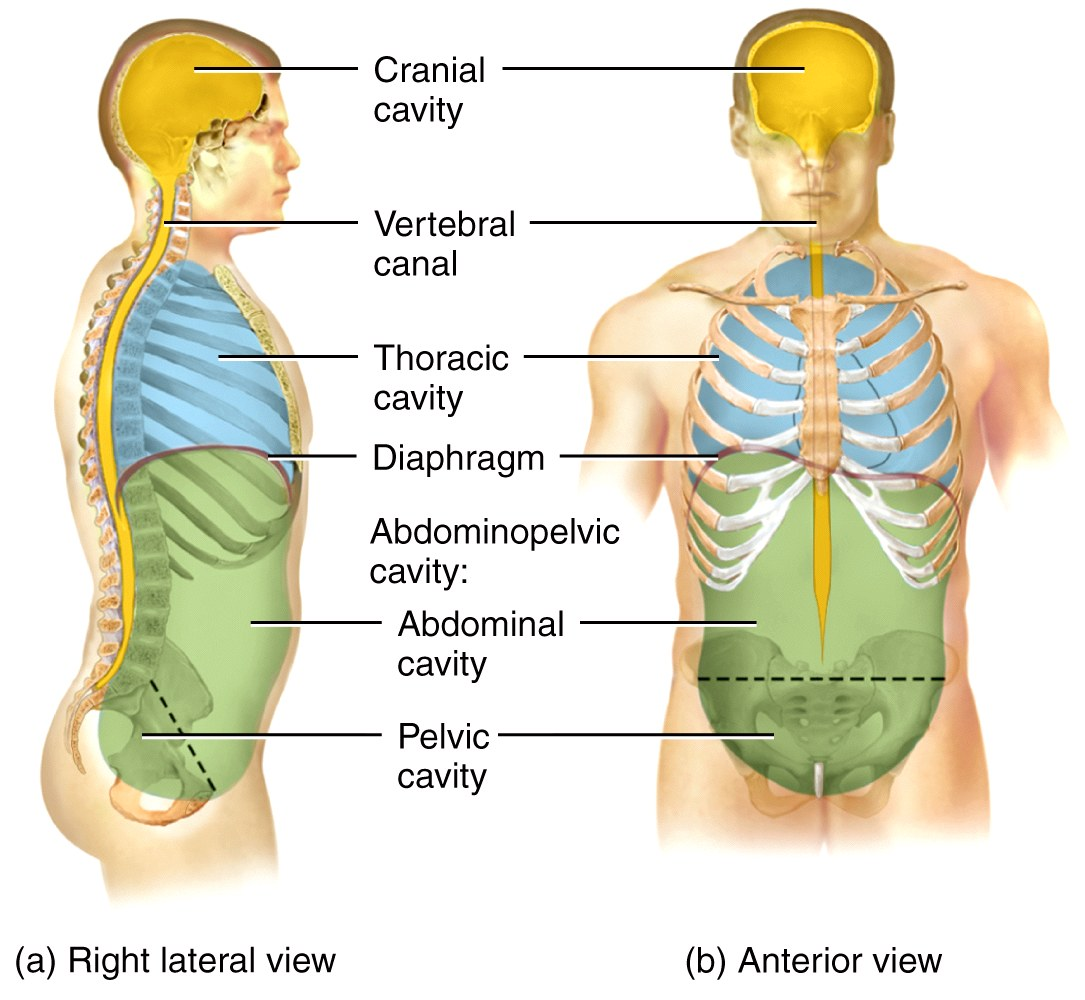 Cranial
cavity
Vertebral
canal
Thoracic
cavity
Diaphragm
Abdominopelvic
cavity:
Abdominal
cavity
Pelvic
cavity
(a) Right lateral view
(b) Anterior view